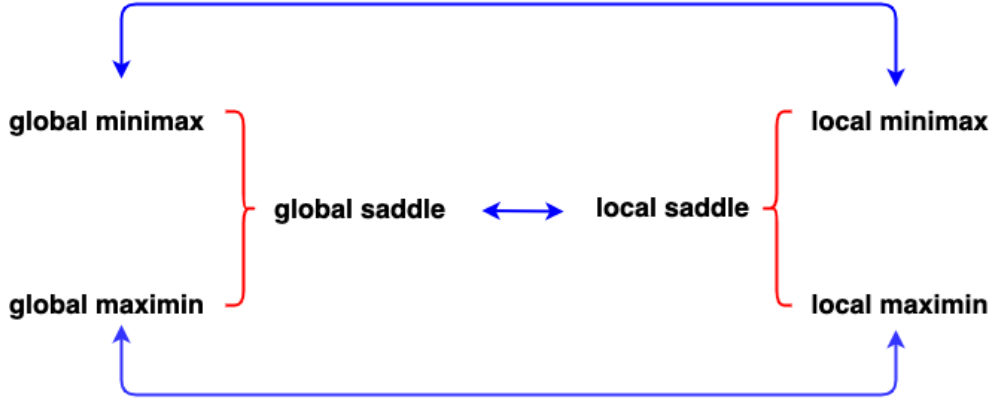 global minimax
local minimax
global saddle
local saddle
global maximin
local maximin